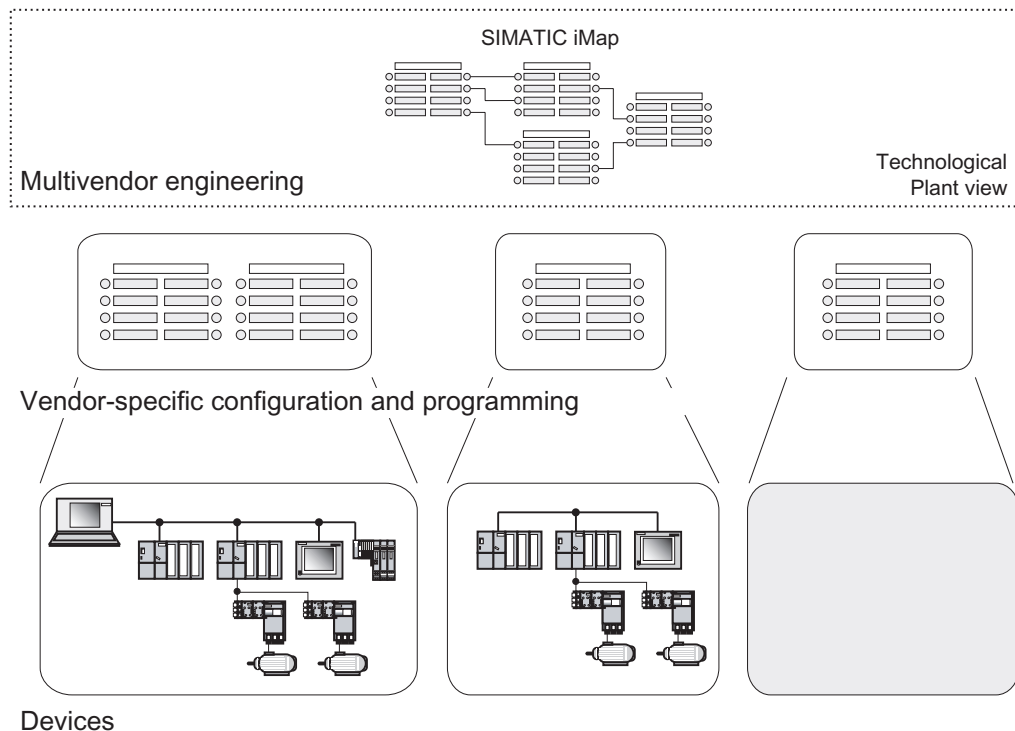 SIMATIC iMap
Multivendor engineering
Technological
Plant view
Vendor-specific configuration and programming
Devices